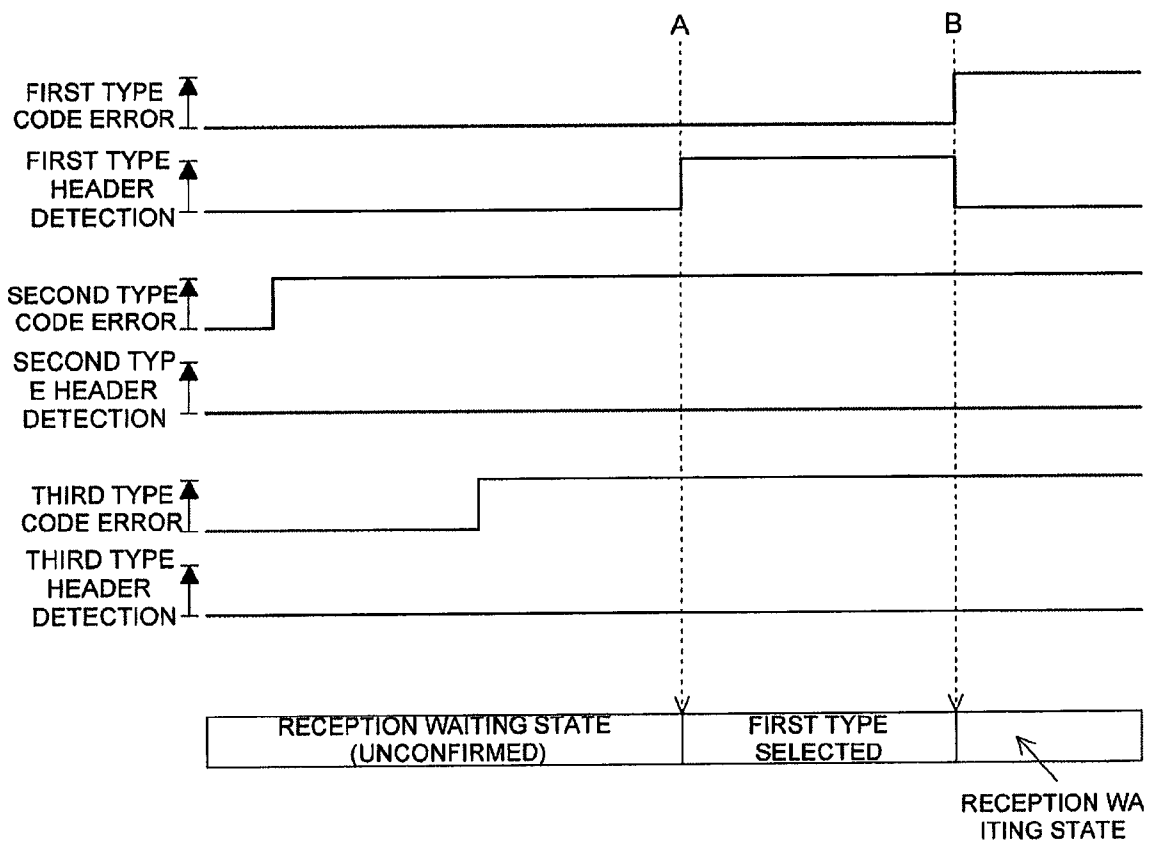 A
B
FIRST TYPE
CODE ERROR
FIRST TYPE
HEADER
DETECTION
SECOND TYPE
CODE ERROR
SECOND TYP
E HEADER
DETECTION
THIRD TYPE
CODE ERROR
THIRD TYPE
HEADER
DETECTION
RECEPTION WAITING STATE
(UNCONFIRMED)
FIRST TYPE
SELECTED
RECEPTION WA
ITING STATE